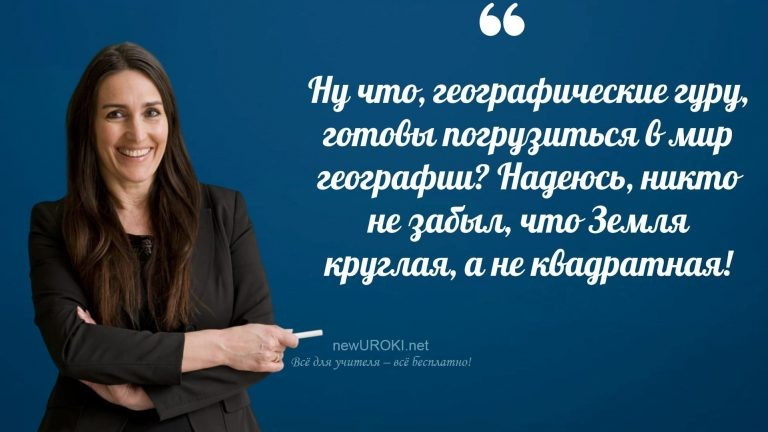 Ну что, географические гуру,
готовы погрузиться в мир
географии? Надеюсь, никто
не забыл, что Земля
круглая, а не квадратная!
newUROKI.net
Всё для учителя – всё бесплатно!